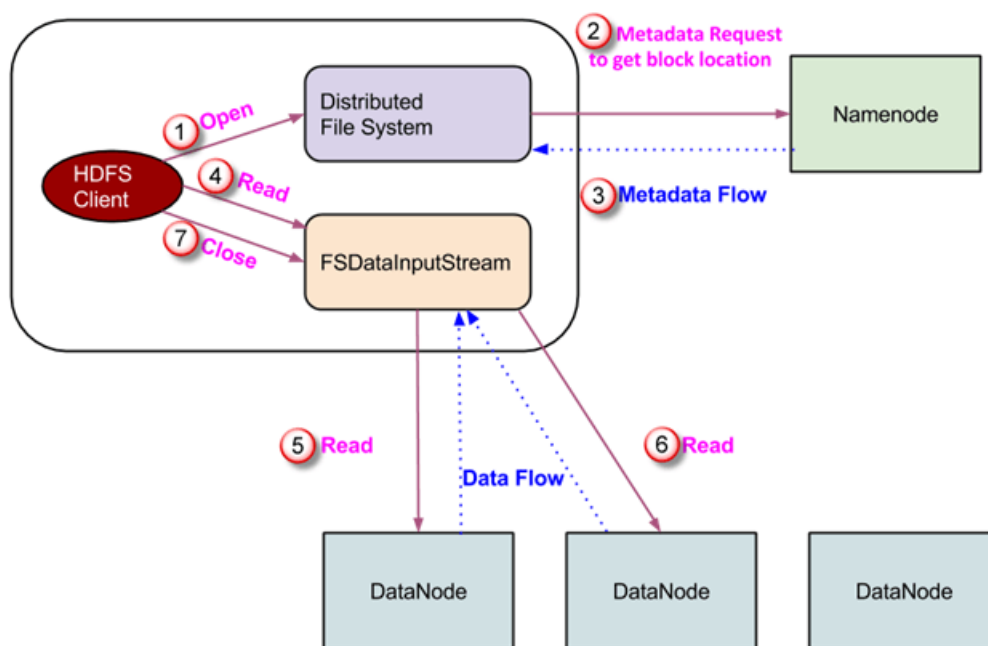 2 Metadata Request
to get block location
Distributed
File System
Namenode
1 Open
HDFS
Client
4 Read
3 Metadata Flow
7 Close
FSDataInputStream
5 Read
6 Read
Data Flow
DataNode
DataNode
DataNode